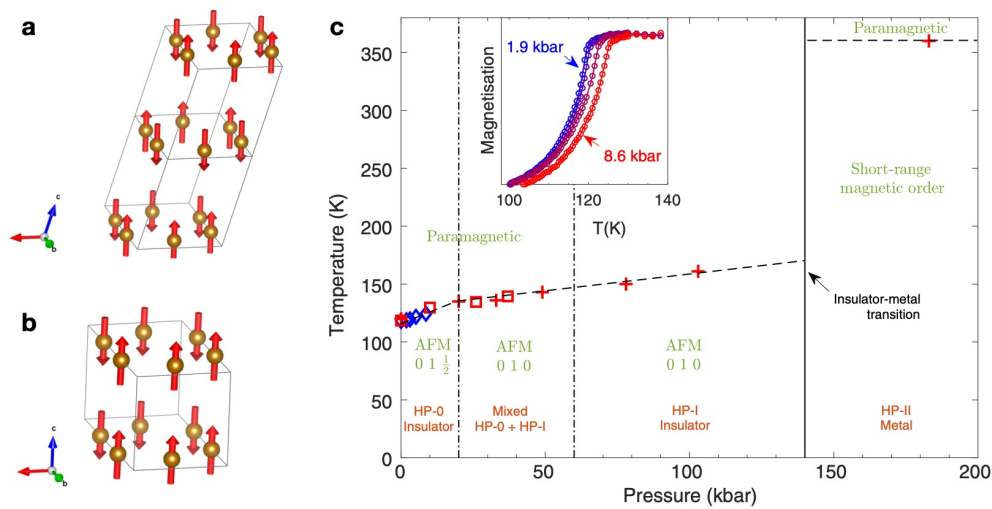 a
c
b
b
c
b
c
Temperature (K)
350
300
250
200
150
100
50
0
0
50
100
150
200
Pressure (kbar)
Magnetisation
1.9 kbar
8.6 kbar
100
120
140
T(K)
Paramagnetic
Short-range
magnetic order
Paramagnetic
Insulator-metal
transition
AFM
0 1 ½
AFM
0 1 0
AFM
0 1 0
HP-0
Insulator
Mixed
HP-0 + HP-I
HP-I
Insulator
HP-II
Metal